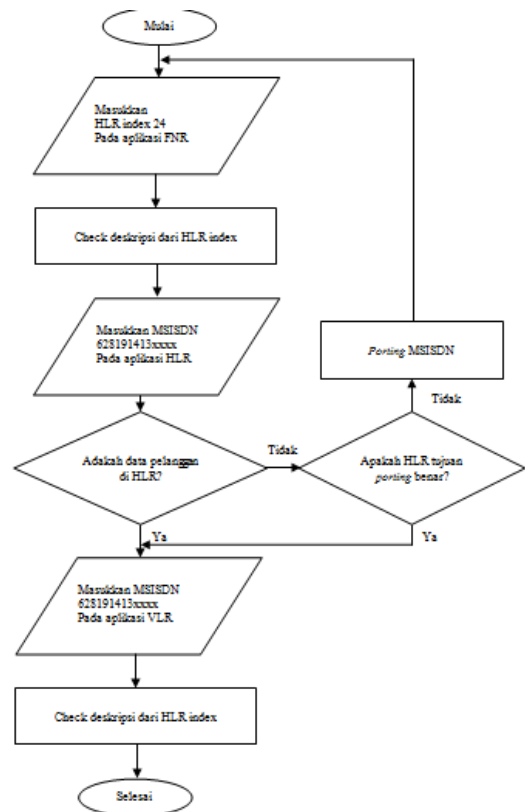 Mulai
Masukkan
HLR index 24
Pada aplikasi FNR
Check deskripsi dari HLR index
Masukkan MSISDN
628191413xxxx
Pada aplikasi HLR
Porting MSISDN
Tidak
Adakah data pelanggan
di HLR?
Tidak
Apakah HLR tujuan
porting benar?
Ya
Ya
Masukkan MSISDN
628191413xxxx
Pada aplikasi VLR
Check deskripsi dari HLR index
Selesai